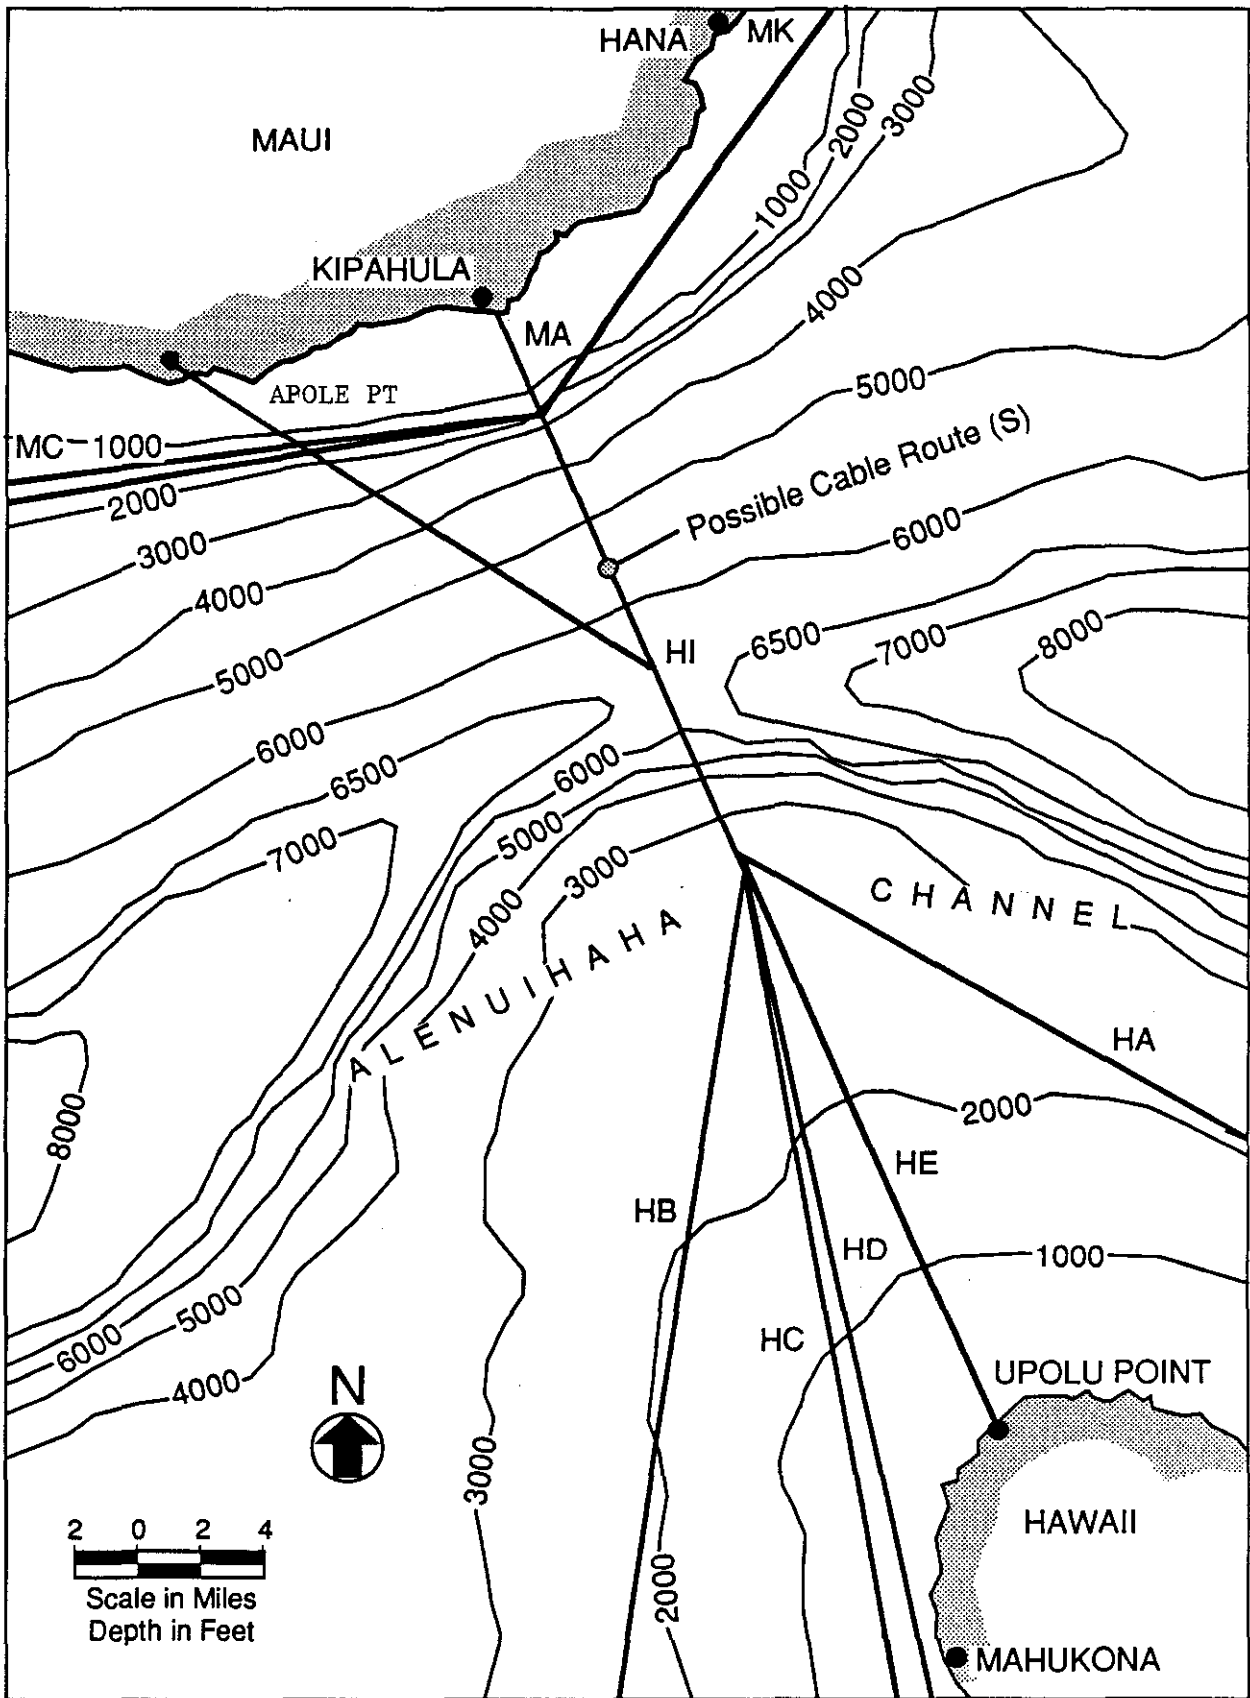 HANA
MK
MAUI
2000
3000
1000
KIPAHULA
4000
MA
APOLE PT
5000
MC
1000
Possible Cable Route (S)
2000
6000
3000
4000
HI
6500
7000
8000
5000
6000
6500
6000
7000
5000
3000
4000
CHANNEL
ALENUIHAHA
HA
8000
2000
HE
HB
HD
1000
5000
6000
HC
4000
N
UPOLU POINT
3000
HAWAII
2 0 2 4
Scale in Miles
Depth in Feet
2000
MAHUKONA